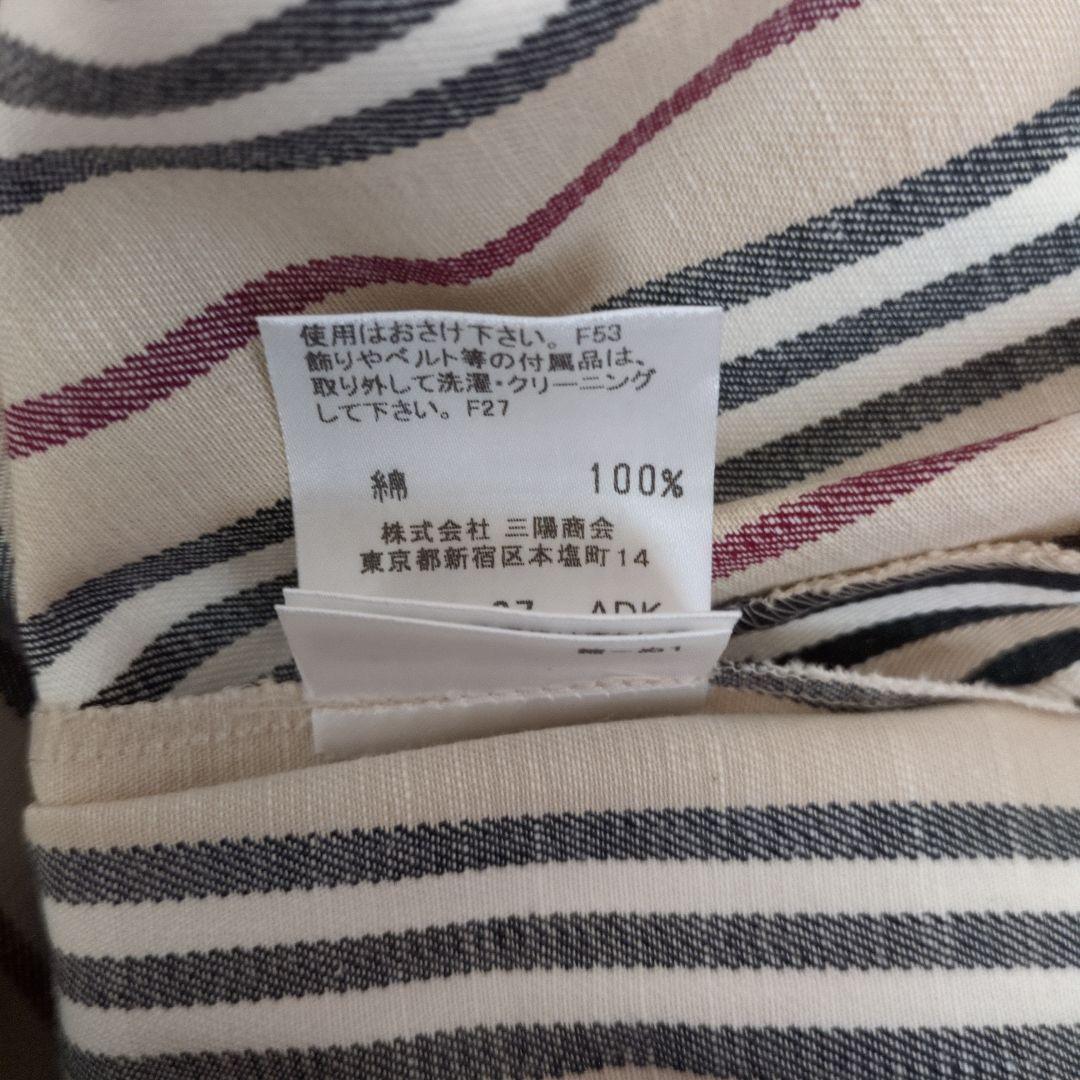 使用はおさけ下さい。F53
飾りやベルト等の付属品は、
取り外して洗濯・クリーニング
して下さい。F27
綿 100%
株式会社 三陽商会
東京都新宿区本塩町14